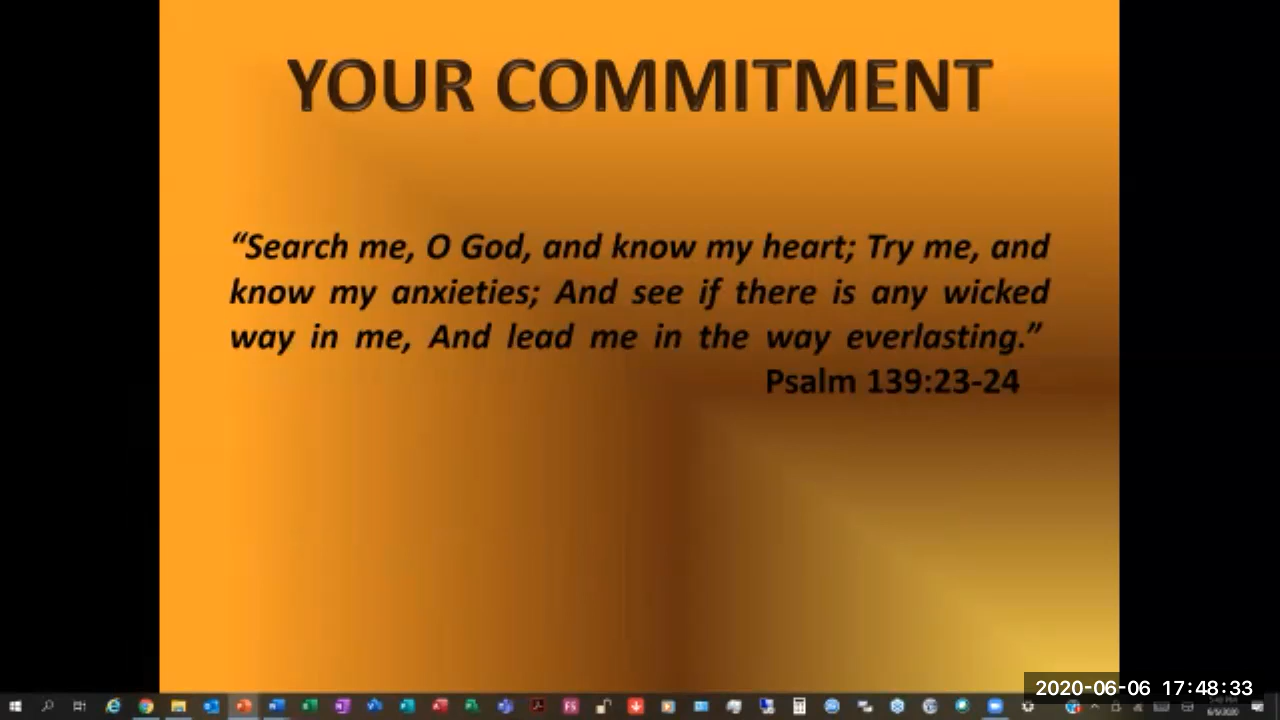 YOUR COMMITMENT
“Search me, O God, and know my heart; Try me, and
know my anxieties; And see if there is any wicked
way in me, And lead me in the way everlasting.”
Psalm 139:23-24
2020-06-06 17:48:33